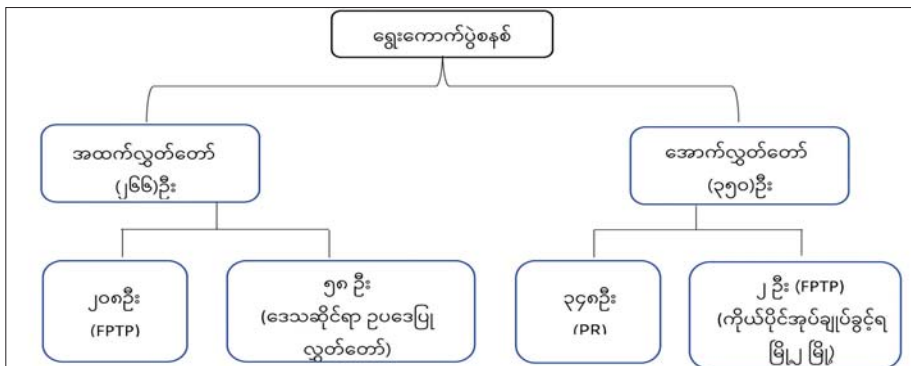 ရွေးကောက်ပွဲစနစ်
အထက်လွှတ်တော်
(၂၆၆)ဦး
အောက်လွှတ်တော်
(၃၅၀)ဦး
၂၀၈ဦး
(FPTP)
၅၈ ဦး
(ဒေသဆိုင်ရာ ဥပဒေပြု
လွှတ်တော်)
၃၄၈ဦး
(PR)
၂ ဦး (FPTP)
(ကိုယ်ပိုင်အုပ်ချုပ်ခွင့်ရ
မြို့၂ မြို့)